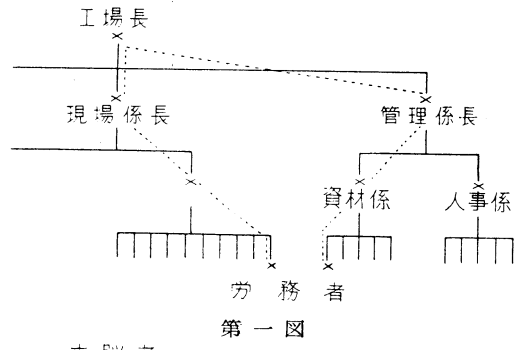 工場長
現場係長 管理係長
資材係 人事係
労務者
第一図